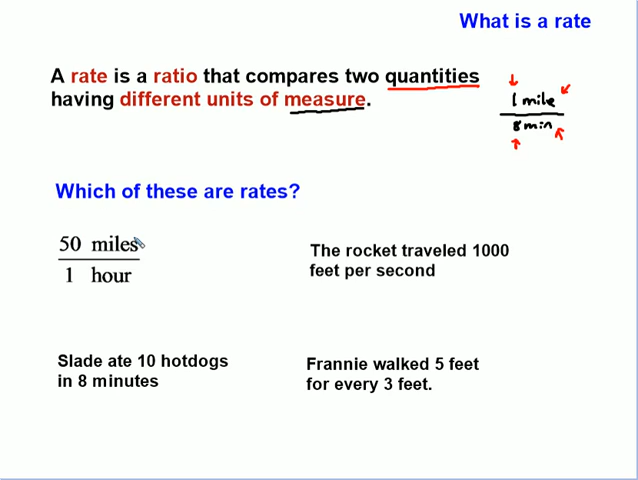 What is a rate
A rate is a ratio that compares two quantities
having different units of measure.
1 mile
8 min
Which of these are rates?
50 miles
1 hour
The rocket traveled 1000
feet per second
Slade ate 10 hotdogs
in 8 minutes
Frannie walked 5 feet
for every 3 feet.